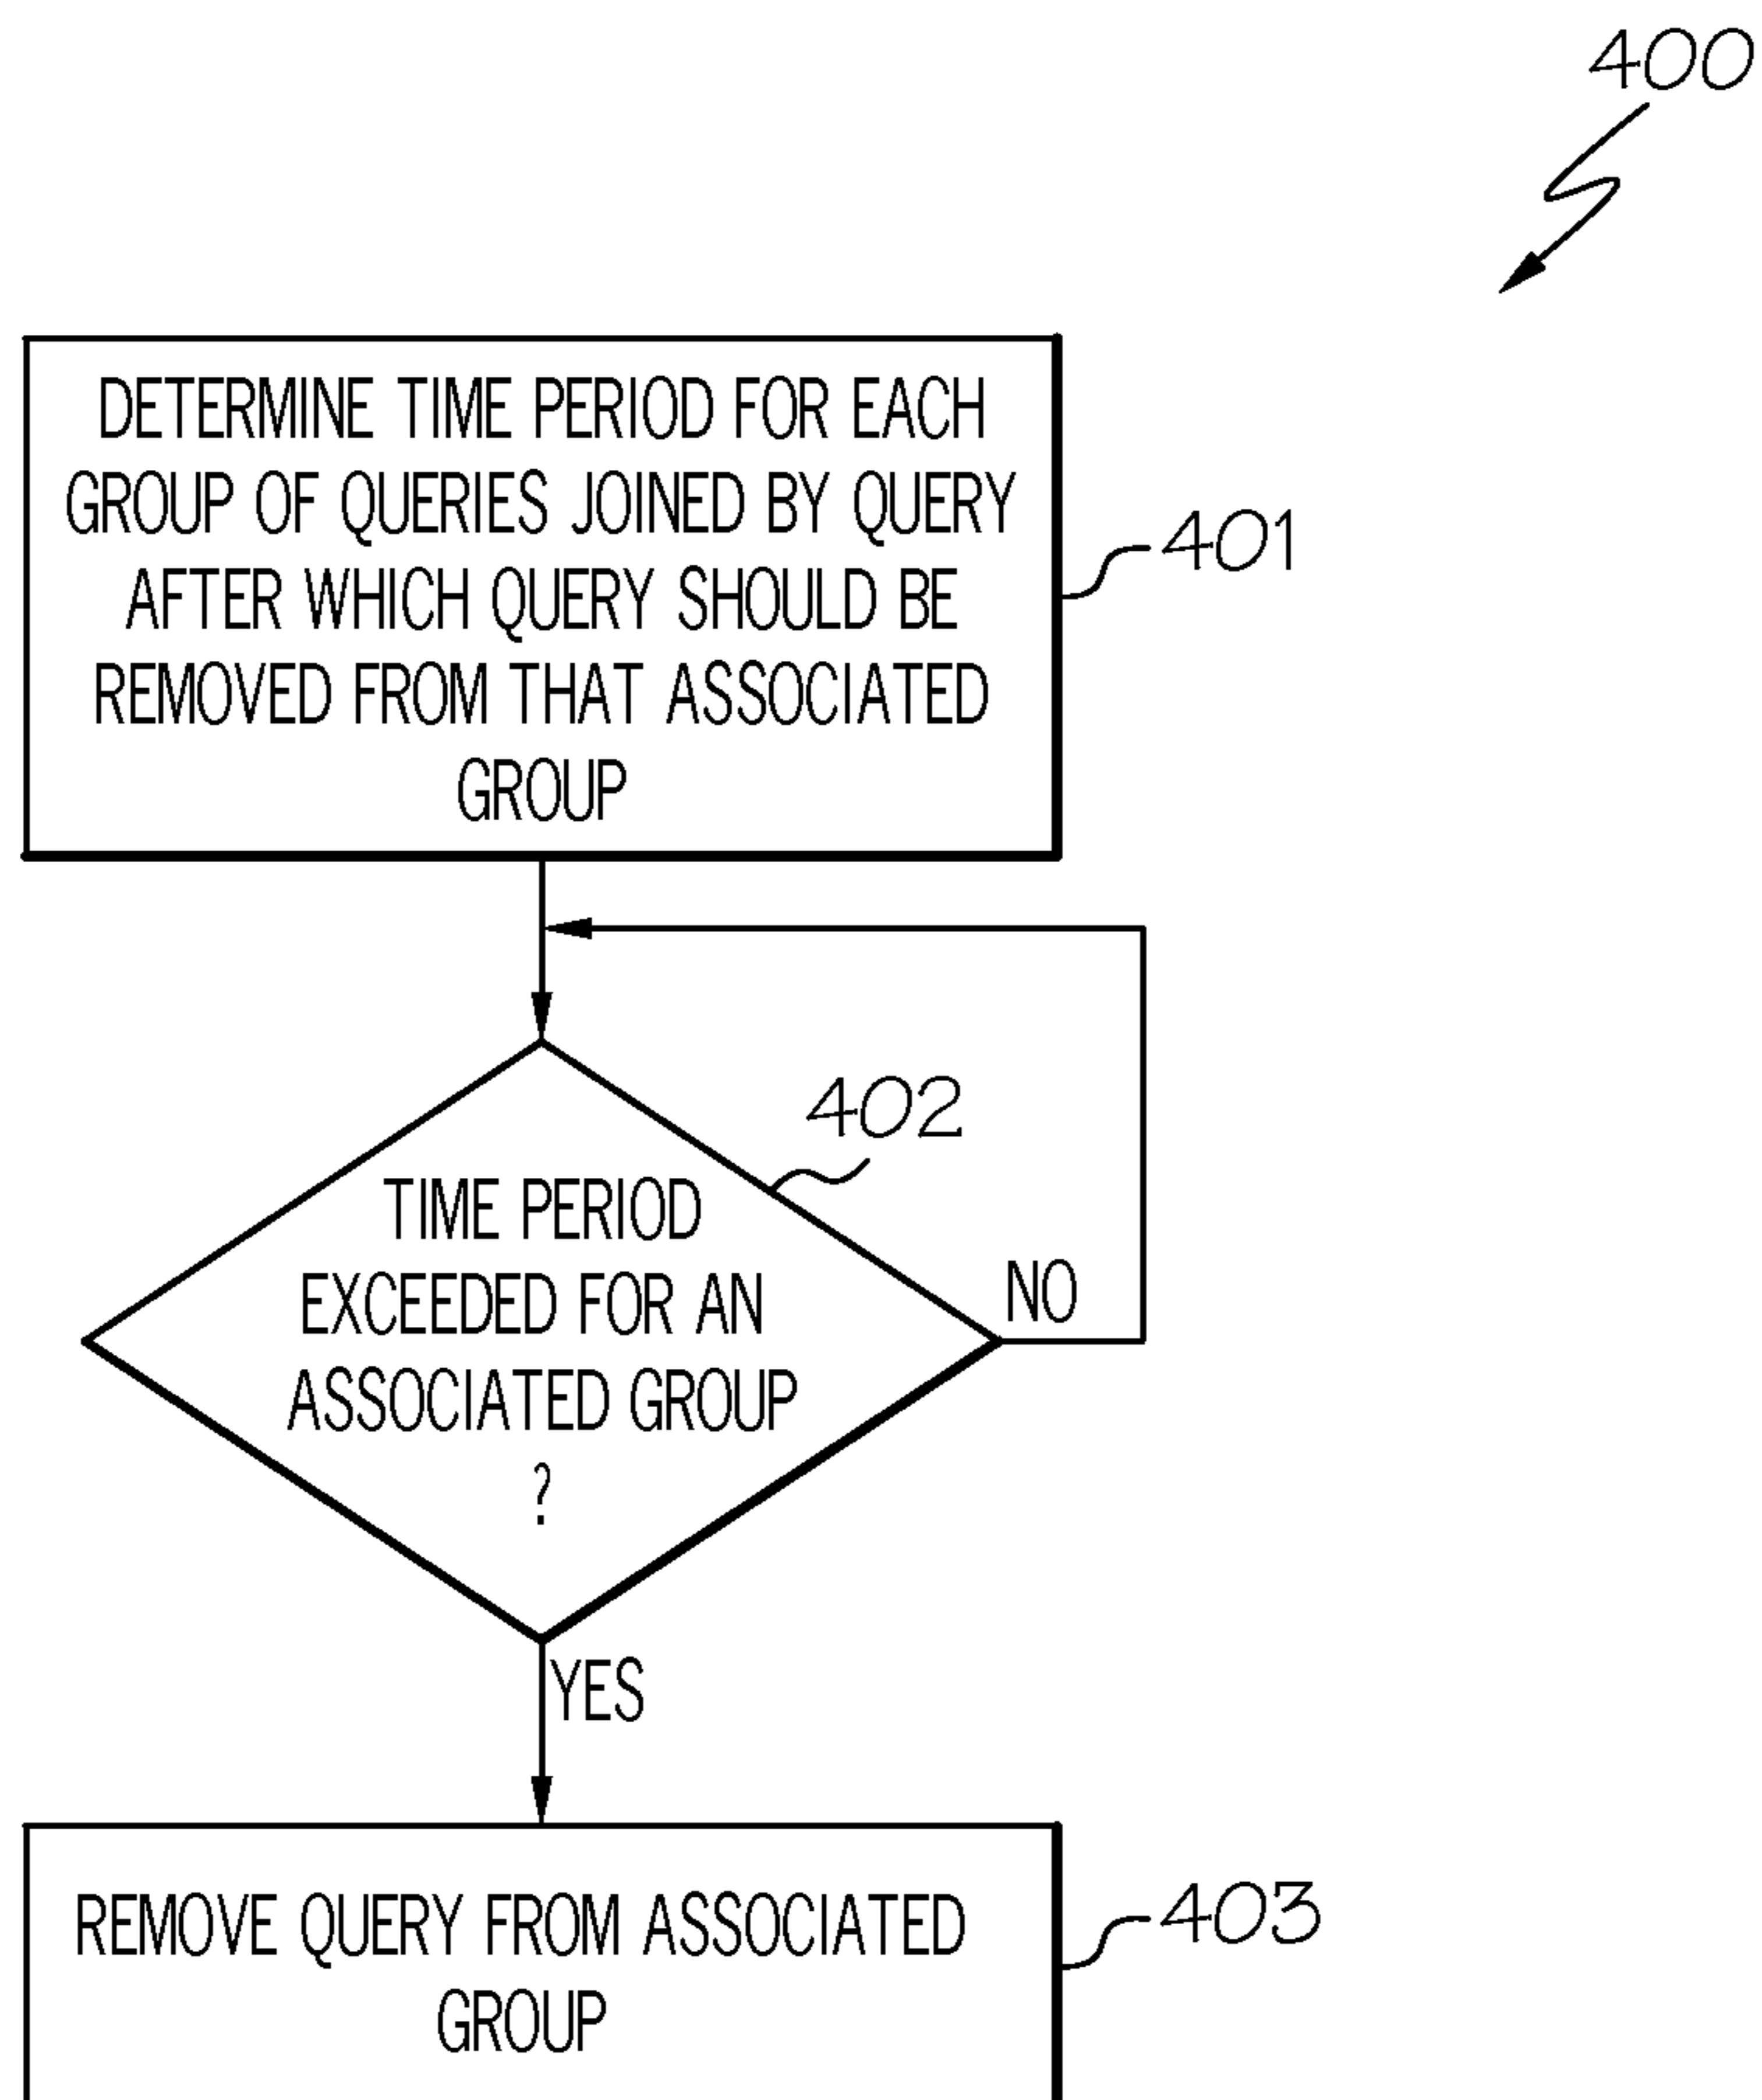 400
DETERMINE TIME PERIOD FOR EACH
GROUP OF QUERIES JOINED BY QUERY
AFTER WHICH QUERY SHOULD BE
REMOVED FROM THAT ASSOCIATED
GROUP
401
402
TIME PERIOD
EXCEEDED FOR AN
ASSOCIATED GROUP
?
NO
YES
REMOVE QUERY FROM ASSOCIATED
GROUP
403